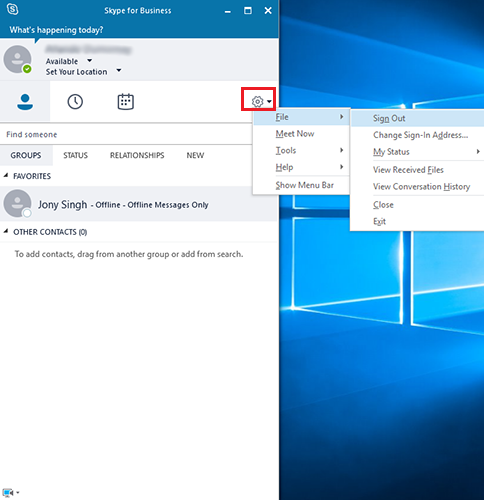 Skype for Business
What's happening today?
Available
Set Your Location
File
Meet Now
Tools
Help
Show Menu Bar
Sign Out
Change Sign-In Address...
My Status
View Received Files
View Conversation History
Close
Exit
Find someone
GROUPS STATUS RELATIONSHIPS NEW
FAVORITES
Jony Singh - Offline - Offline Messages Only
OTHER CONTACTS (0)
To add contacts, drag from another group or add from search.